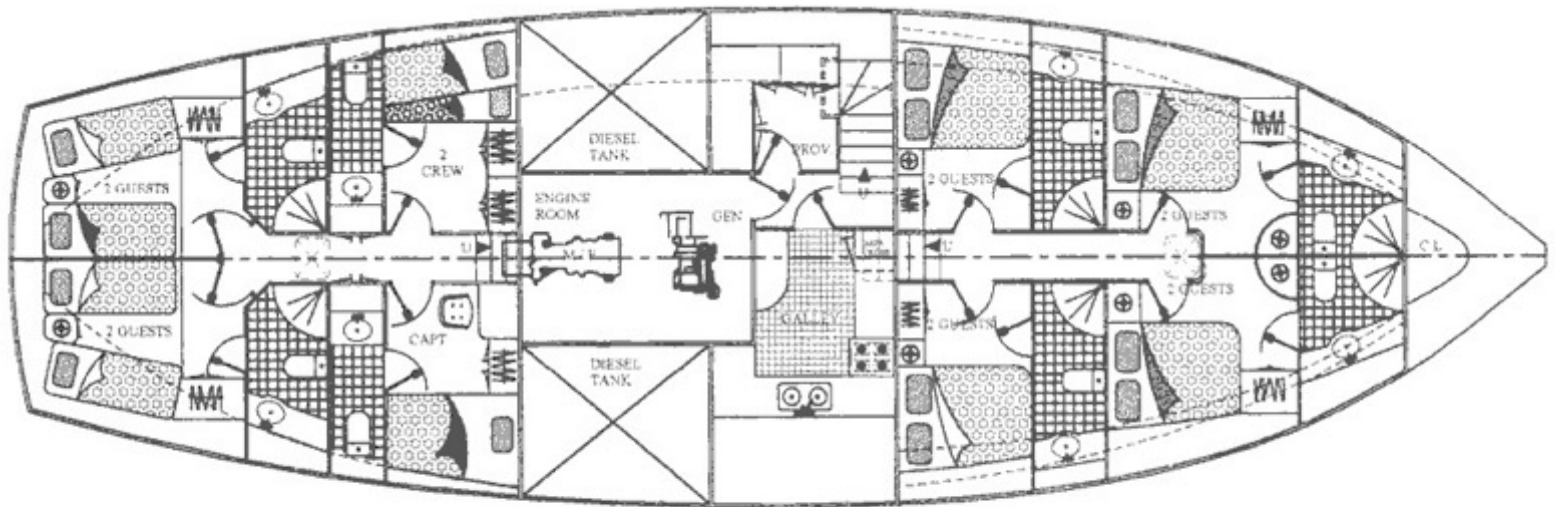 2 GUESTS
2 GUESTS
2
CREW
CAPT
U
DIESEL
TANK
ENGINE
ROOM
GEN
DIESEL
TANK
PROV.
U
GALLEY
U
2 GUESTS
2 GUESTS
2 GUESTS
2 GUESTS
C.L.